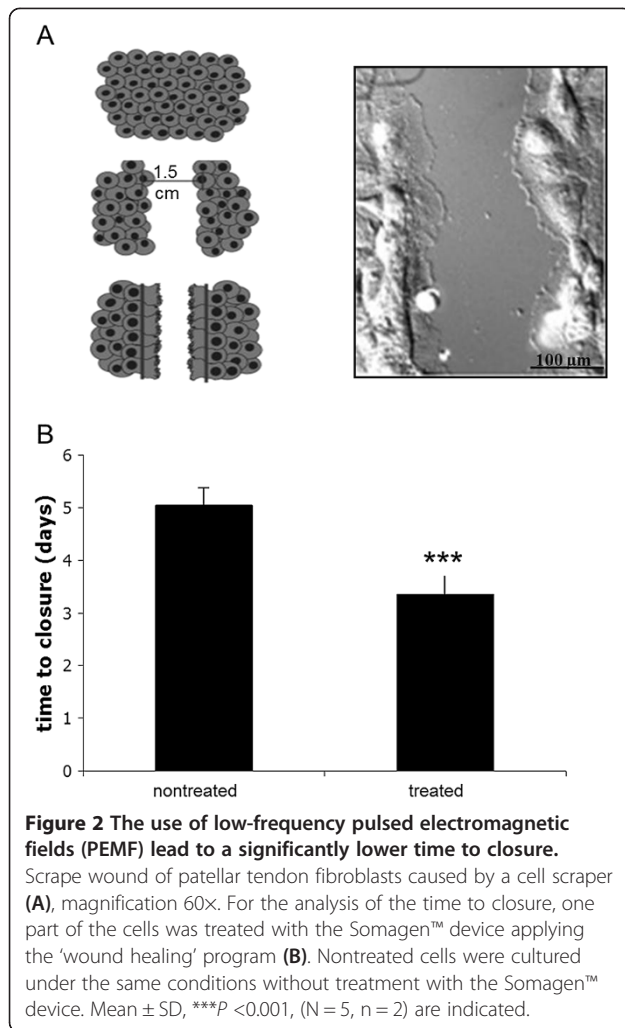 A
1.5
cm
100 µm
B
time to closure (days)
6
5
4
3
2
1
0
***
nontreated
treated
Figure 2 The use of low-frequency pulsed electromagnetic
fields (PEMF) lead to a significantly lower time to closure.
Scrape wound of patellar tendon fibroblasts caused by a cell scraper
(A), magnification 60×. For the analysis of the time to closure, one
part of the cells was treated with the Somagen™ device applying
the ‘wound healing’ program (B). Nontreated cells were cultured
under the same conditions without treatment with the Somagen™
device. Mean ± SD, ***P <0.001, (N = 5, n = 2) are indicated.